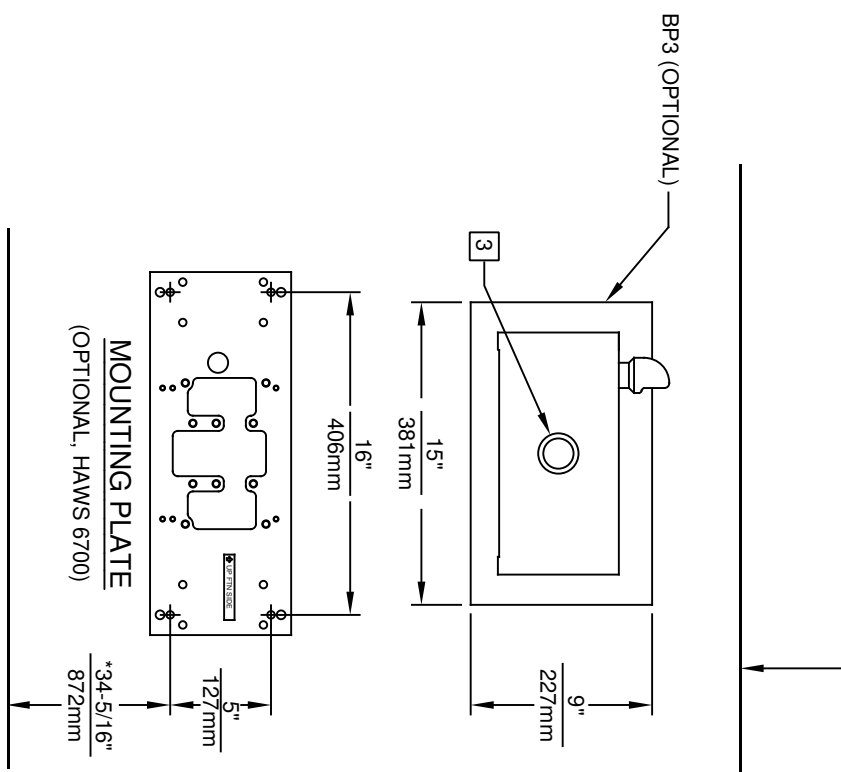 BP3 (OPTIONAL)
3
15"
381mm
9"
227mm
16"
406mm
UP FTN SIDE
5"
127mm
*34-5/16"
872mm
MOUNTING PLATE
(OPTIONAL, HAWS 6700)